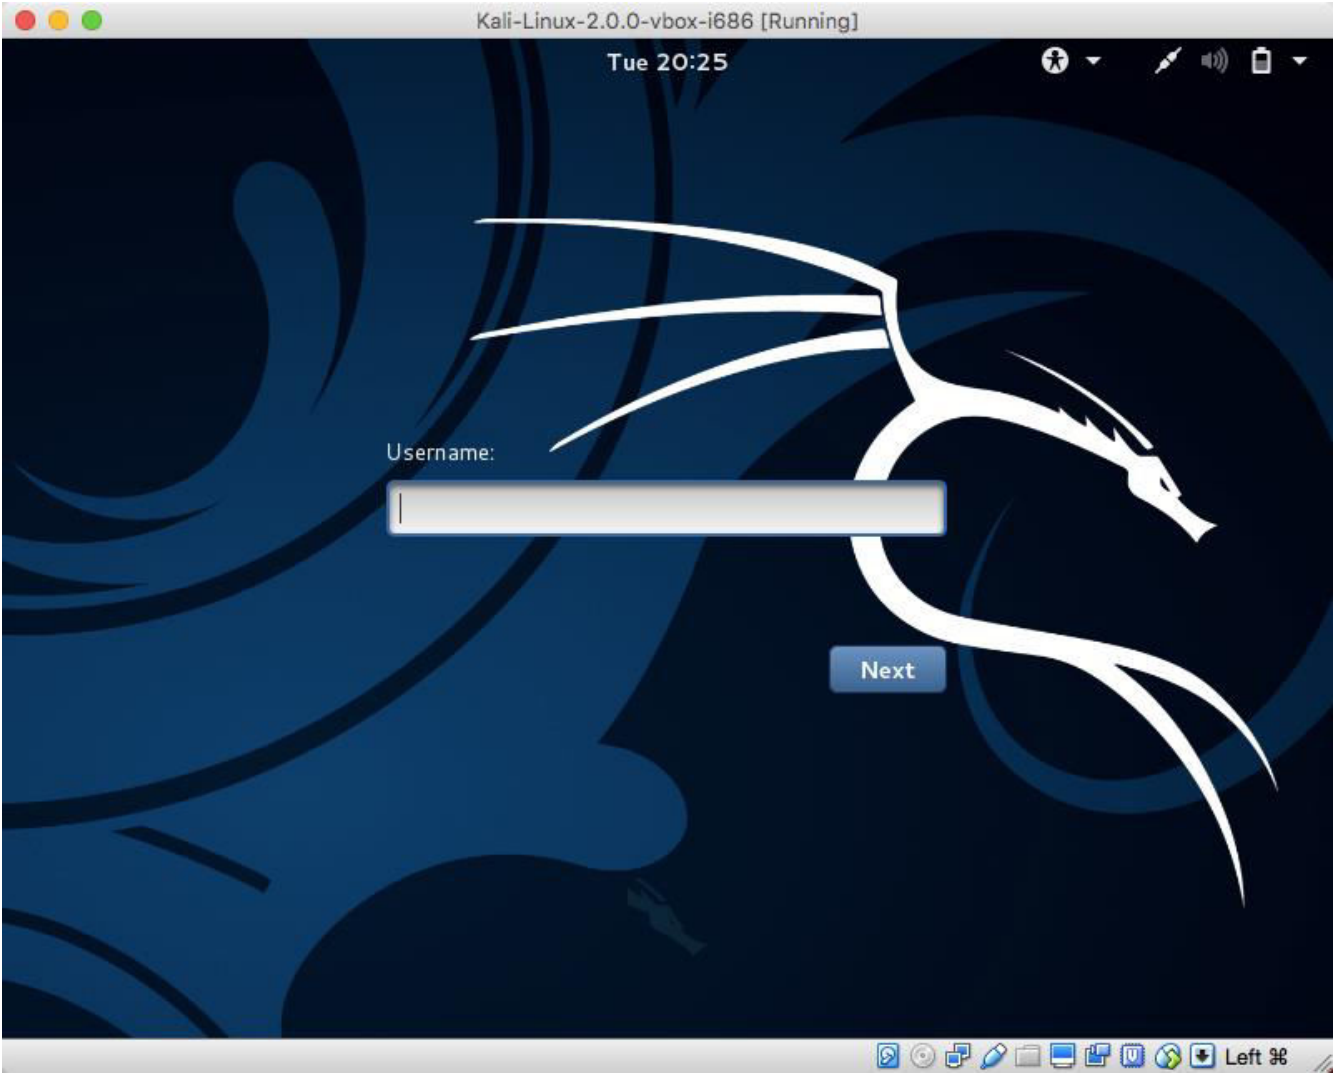 Kali-Linux-2.0.0-vbox-i686 [Running]
Tue 20:25
Username:
Next
Left ⌘